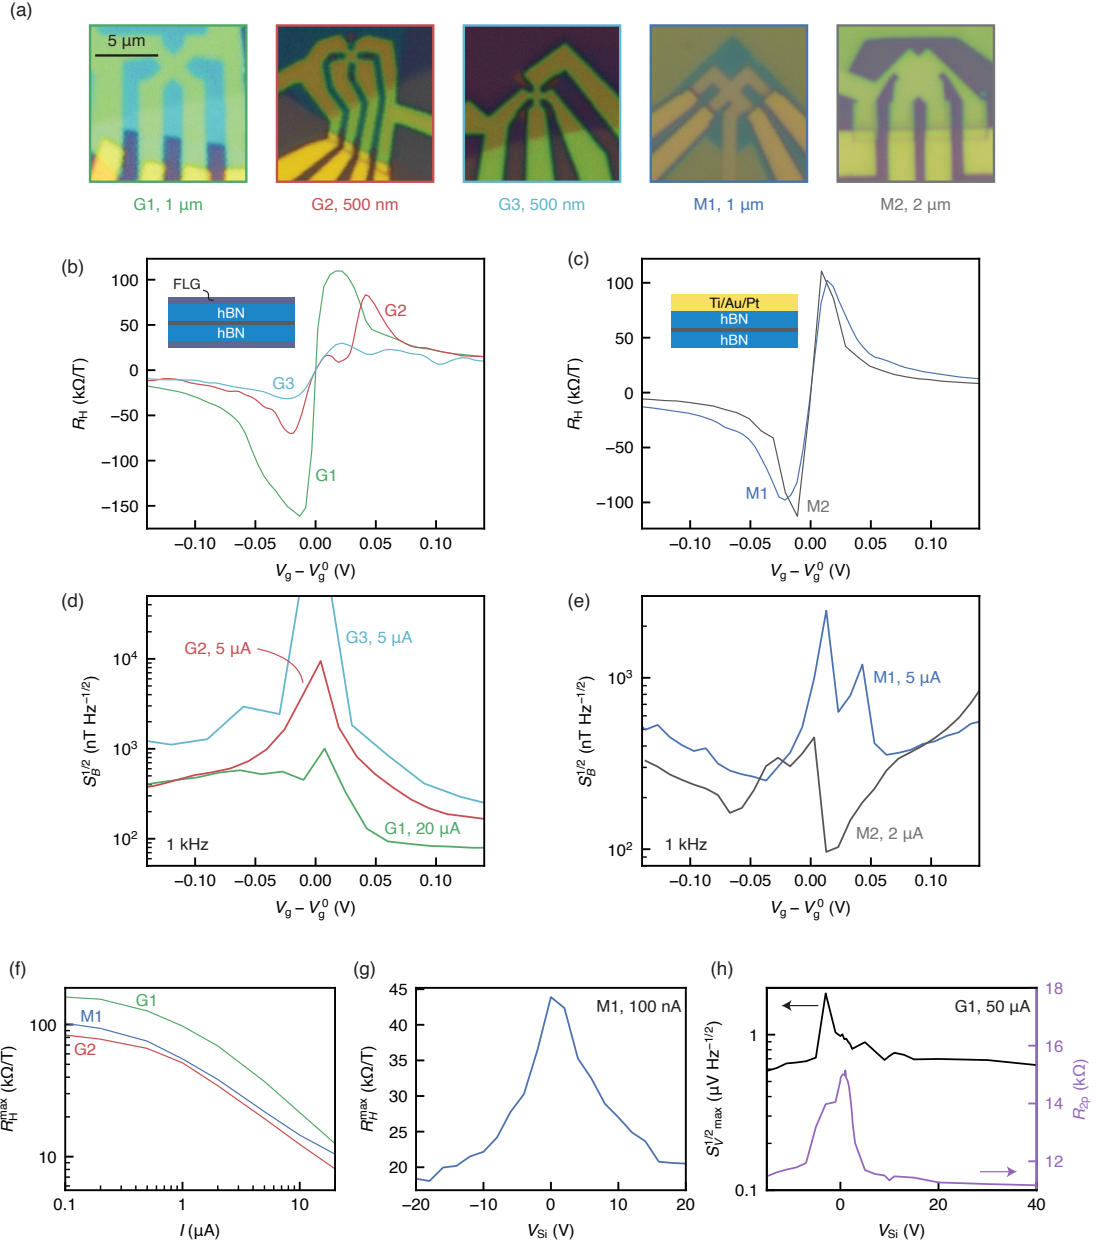 (a)
5 μm
G1, 1 μm
G2, 500 nm
G3, 500 nm
M1, 1 μm
M2, 2 μm
(b)
R_H (kΩ/T)
100
50
0
−50
−100
−150
FLG
hBN
hBN
G2
G3
G1
−0.10
−0.05
0.00
0.05
0.10
V_g – V_g^0 (V)
(c)
R_H (kΩ/T)
100
50
0
−50
−100
Ti/Au/Pt
hBN
hBN
M1
M2
−0.10
−0.05
0.00
0.05
0.10
V_g – V_g^0 (V)
(d)
S_B^1/2 (nT Hz^−1/2)
10^4
10^3
10^2
G2, 5 μA
G3, 5 μA
G1, 20 μA
1 kHz
−0.10
−0.05
0.00
0.05
0.10
V_g – V_g^0 (V)
(e)
S_B^1/2 (nT Hz^−1/2)
10^3
10^2
M1, 5 μA
M2, 2 μA
1 kHz
−0.10
−0.05
0.00
0.05
0.10
V_g – V_g^0 (V)
(f)
R_H^max (kΩ/T)
100
10
G1
M1
G2
0.1
1
10
I (μA)
(g)
R_H^max (kΩ/T)
45
40
35
30
25
20
M1, 100 nA
−20
−10
0
10
20
V_Si (V)
(h)
S_V^1/2 max (μV Hz^−1/2)
1
0.1
G1, 50 μA
18
16
14
12
R_2p (kΩ)
0
20
40
V_Si (V)